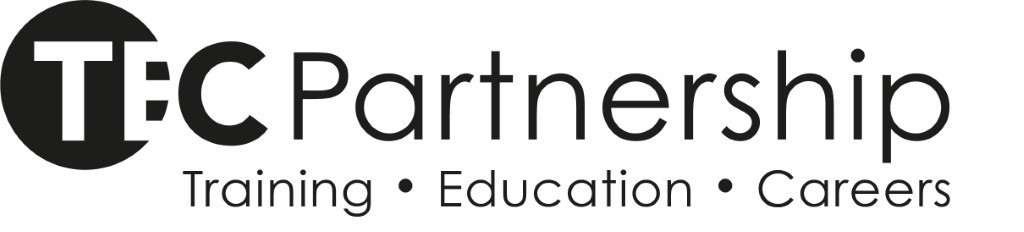 TEC Partnership
Training • Education • Careers